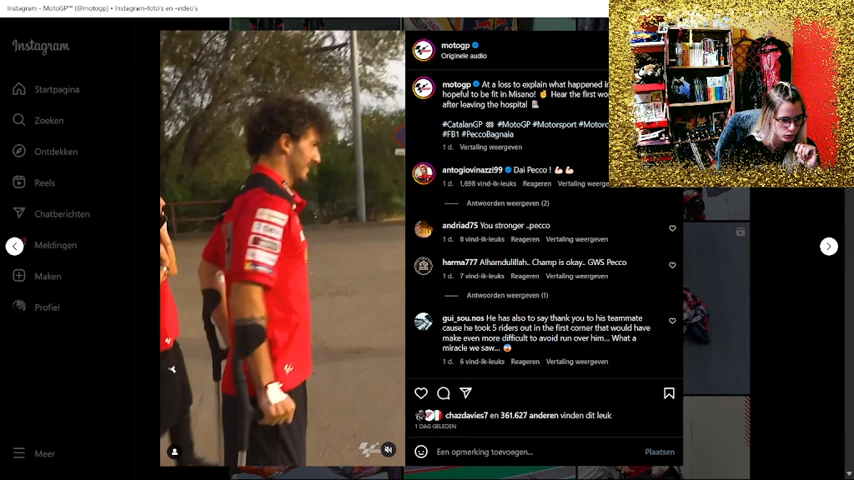 Instagram - MotoGP™ (@motogp) • Instagram-foto's en -video's
Instagram
Startpagina
Zoeken
Ontdekken
Reels
Chatberichten
Meldingen
Maken
Profiel
Meer
motogp
Originele audio
motogp At a loss to explain what happened in
hopeful to be fit in Misano! ☝ Hear the first wo
after leaving the hospital
#CatalanGP #MotoGP #Motorsport #Motorc
#FB1 #PeccoBagnaia
1 d. Vertaling weergeven
antogiovinazzi99 Dai Pecco ! 💪🏻💪🏻
1 d. 1,698 vind-ik-leuks Reageren Vertaling weergeven
Antwoorden weergeven (2)
andriad75 You stronger ..pecco
1 d. 8 vind-ik-leuks Reageren Vertaling weergeven
harma777 Alhamdulillah.. Champ is okay.. GWS Pecco
1 d. 7 vind-ik-leuks Reageren Vertaling weergeven
Antwoorden weergeven (1)
gui_sou.nos He has also to say thank you to his teammate
cause he took 5 riders out in the first corner that would have
make even more difficult to avoid run over him... What a
miracle we saw... 😱
1 d. 6 vind-ik-leuks Reageren Vertaling weergeven
chazdavies7 en 361.627 anderen vinden dit leuk
1 DAG GELEDEN
Een opmerking toevoegen...
Plaatsen